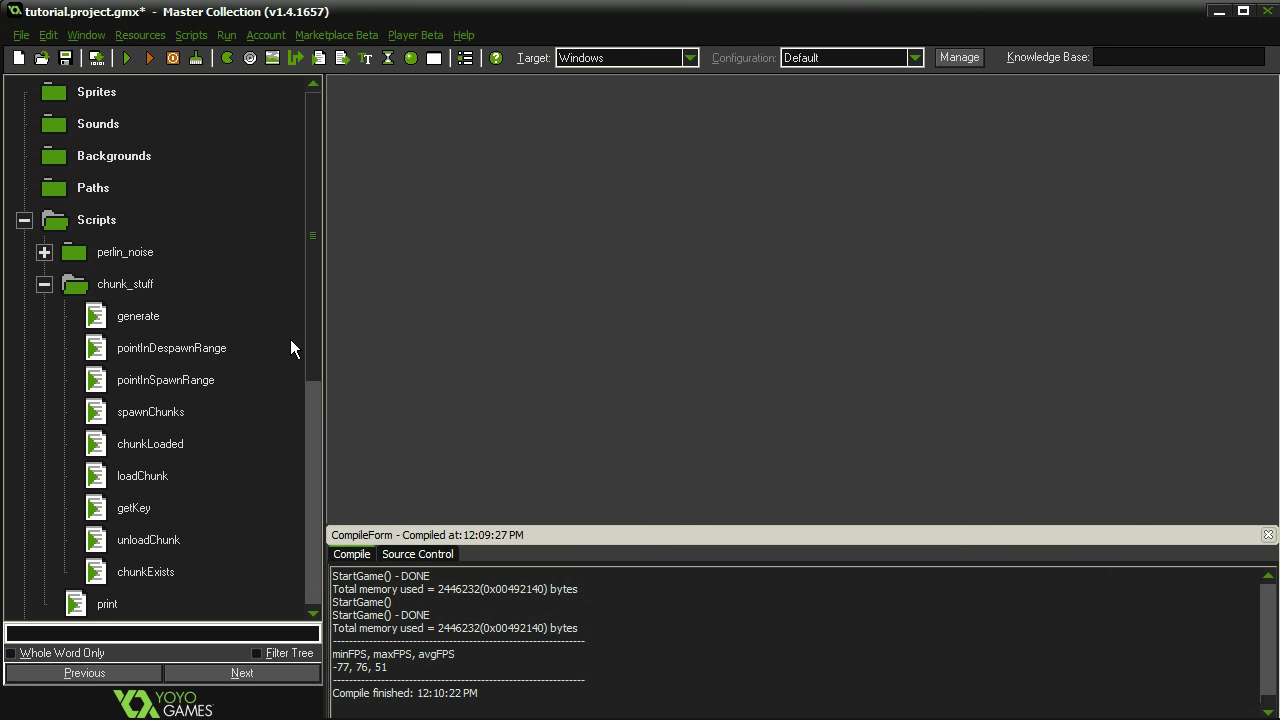 tutorial.project.gmx* - Master Collection (v1.4.1657)
File Edit Window Resources Scripts Run Account Marketplace Beta Player Beta Help
Target: Windows Configuration: Default Manage Knowledge Base:
Sprites
Sounds
Backgrounds
Paths
Scripts
perlin_noise
chunk_stuff
generate
pointInDespawnRange
pointInSpawnRange
spawnChunks
chunkLoaded
loadChunk
getKey
unloadChunk
chunkExists
print
Whole Word Only Filter Tree
Previous Next
YOYO
GAMES
CompileForm - Compiled at:12:09:27 PM
Compile Source Control
StartGame() - DONE
Total memory used = 2446232(0x00492140) bytes
StartGame()
StartGame() - DONE
Total memory used = 2446232(0x00492140) bytes
----------------------------------------------------------------
minFPS, maxFPS, avgFPS
-77, 76, 51
----------------------------------------------------------------
Compile finished: 12:10:22 PM